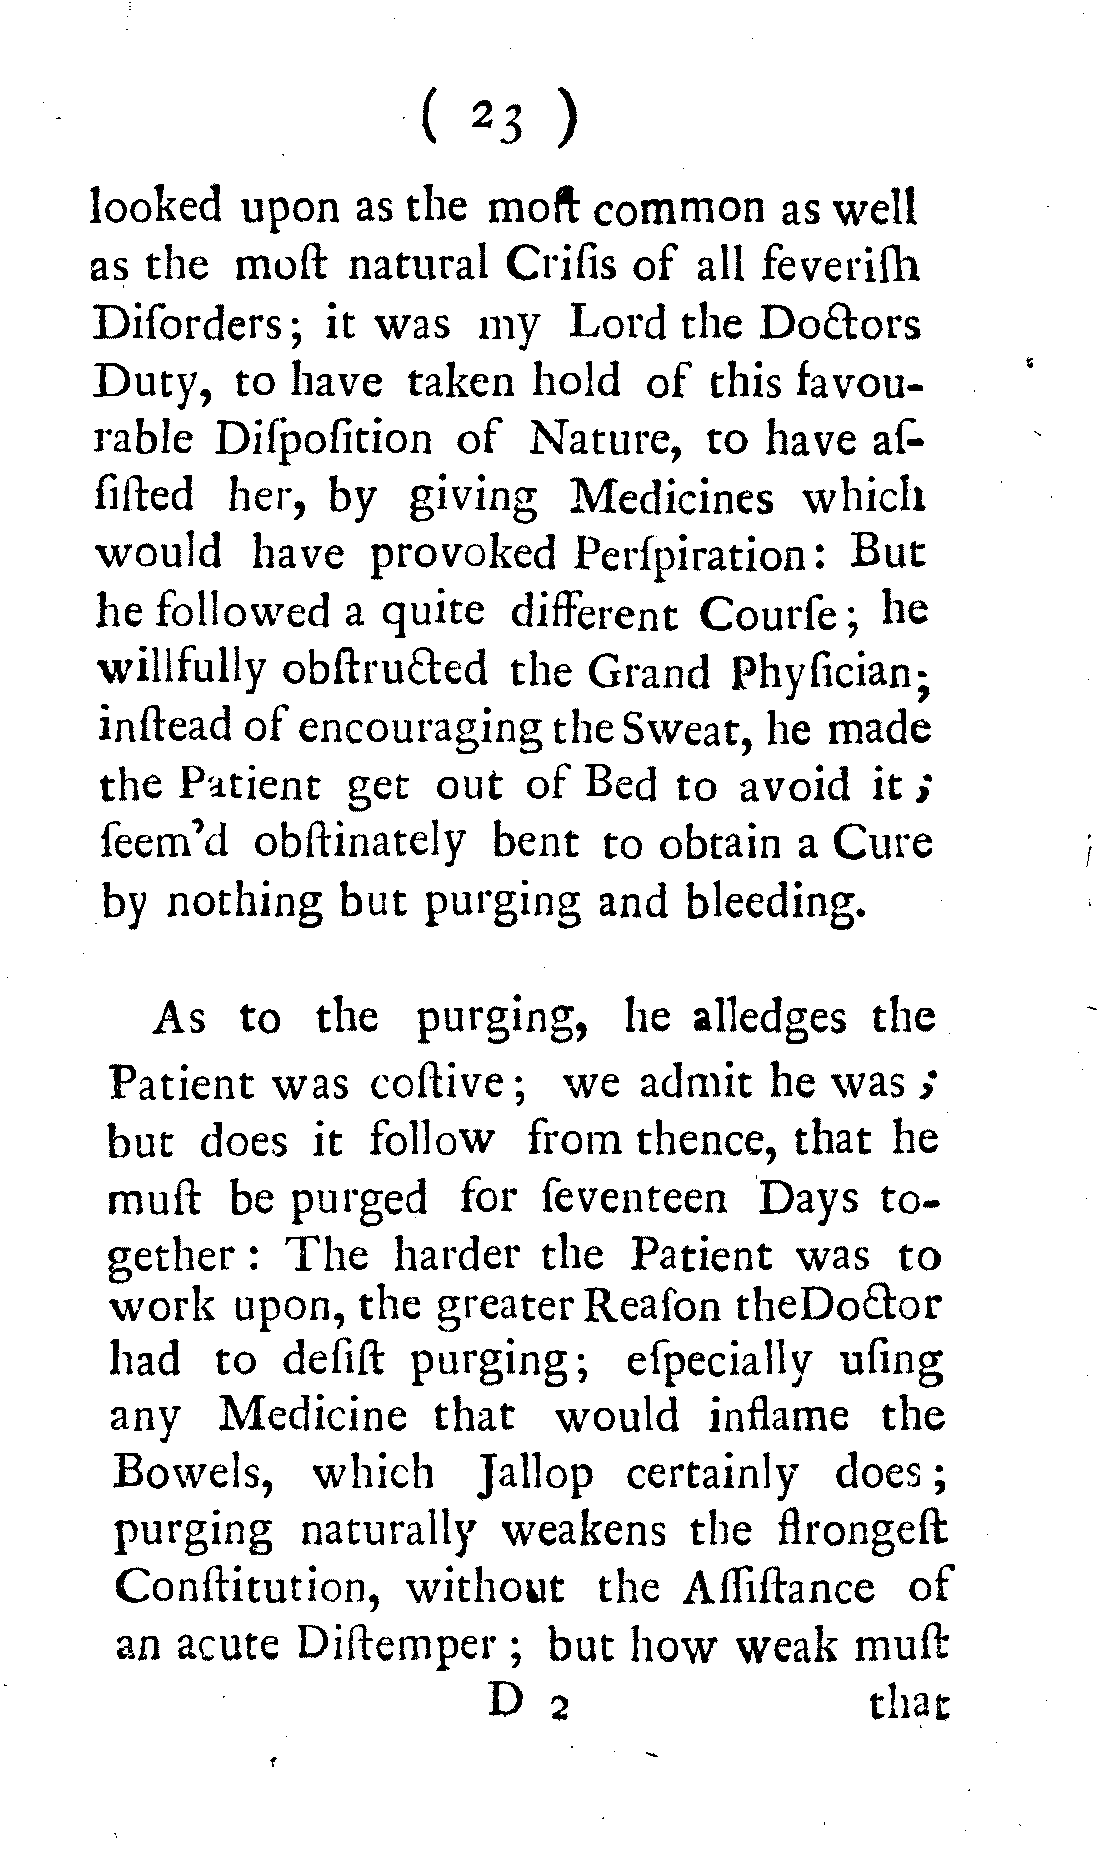 ( 23 )
looked upon as the moſt common as well
as the moſt natural Criſis of all feveriſh
Diſorders; it was my Lord the Doctors
Duty, to have taken hold of this favou-
rable Diſpoſition of Nature, to have aſ-
ſiſted her, by giving Medicines which
would have provoked Perſpiration: But
he followed a quite different Courſe; he
willfully obſtructed the Grand Phyſician;
inſtead of encouraging the Sweat, he made
the Patient get out of Bed to avoid it;
ſeem'd obſtinately bent to obtain a Cure
by nothing but purging and bleeding.
As to the purging, he alledges the
Patient was coſtive; we admit he was;
but does it follow from thence, that he
muſt be purged for ſeventeen Days to-
gether: The harder the Patient was to
work upon, the greater Reaſon theDoctor
had to deſiſt purging; eſpecially uſing
any Medicine that would inflame the
Bowels, which Jallop certainly does;
purging naturally weakens the ſtrongeſt
Conſtitution, without the Aſſiſtance of
an acute Diſtemper; but how weak muſt
D 2 that